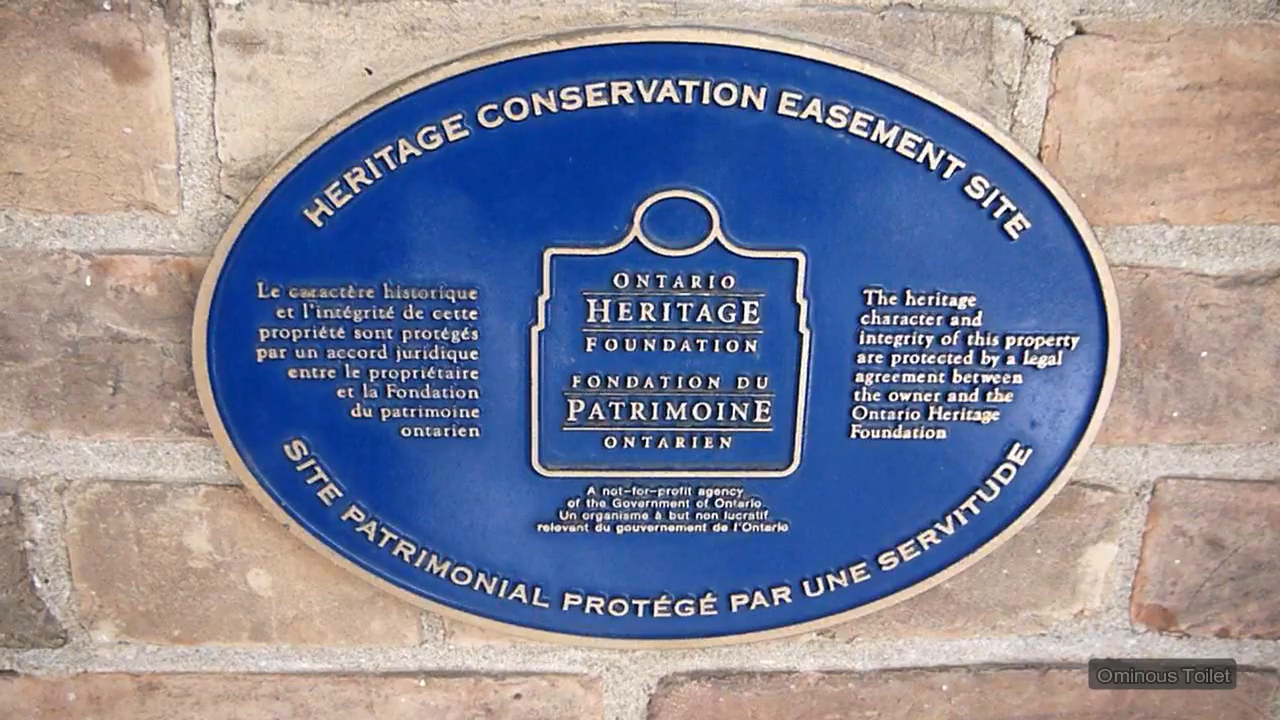 HERITAGE CONSERVATION EASEMENT SITE
Le caractère historique
et l'intégrité de cette
propriété sont protégés
par un accord juridique
entre le propriétaire
et la Fondation
du patrimoine
ontarien
ONTARIO
HERITAGE
FOUNDATION
FONDATION DU
PATRIMOINE
ONTARIEN
The heritage
character and
integrity of this property
are protected by a legal
agreement between
the owner and the
Ontario Heritage
Foundation
A not-for-profit agency
of the Government of Ontario
Un organisme à but non lucratif
relevant du gouvernement de l'Ontario
SITE PATRIMONIAL PROTÉGÉ PAR UNE SERVITUDE
Ominous Toilet